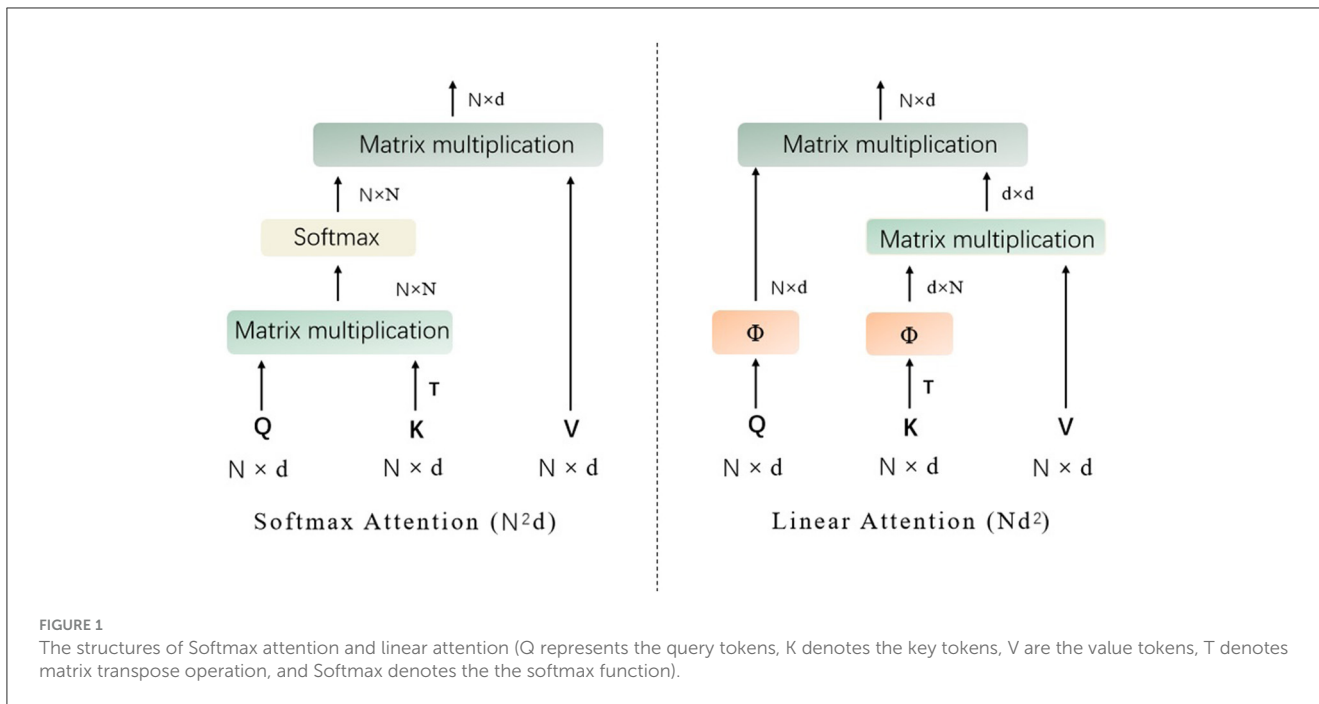 N×d
Matrix multiplication
N×N
Softmax
N×N
Matrix multiplication
T
Q K V
N × d N × d N × d
Softmax Attention (N²d)
N×d
Matrix multiplication
d×d
Matrix multiplication
N×d d×N
Φ Φ
T
Q K V
N × d N × d N × d
Linear Attention (Nd²)
FIGURE 1
The structures of Softmax attention and linear attention (Q represents the query tokens, K denotes the key tokens, V are the value tokens, T denotes
matrix transpose operation, and Softmax denotes the the softmax function).